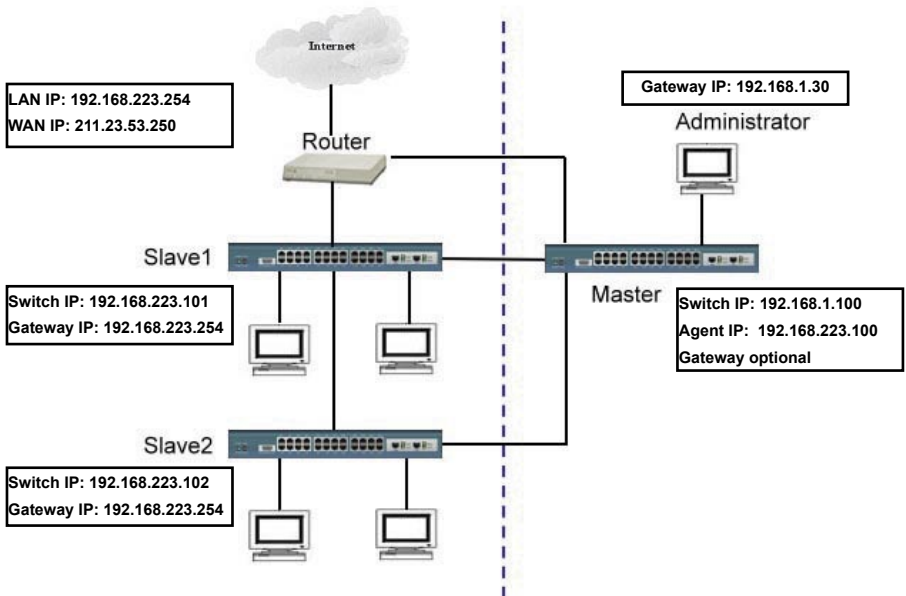 Internet
LAN IP: 192.168.223.254
WAN IP: 211.23.53.250
Router
Gateway IP: 192.168.1.30
Administrator
Slave1
Switch IP: 192.168.223.101
Gateway IP: 192.168.223.254
Master
Switch IP: 192.168.1.100
Agent IP: 192.168.223.100
Gateway optional
Slave2
Switch IP: 192.168.223.102
Gateway IP: 192.168.223.254